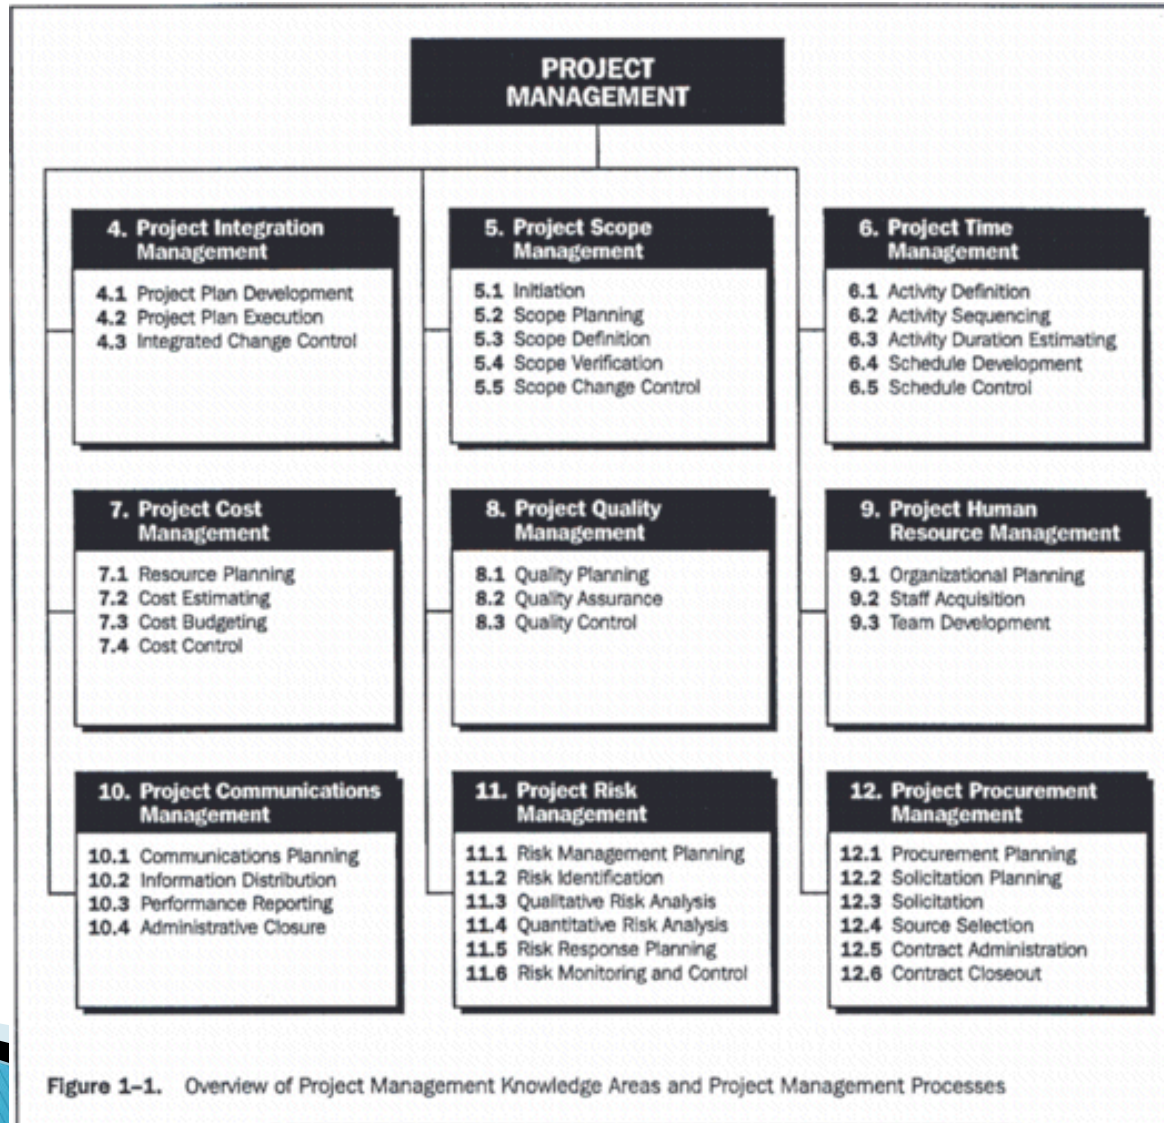 PROJECT
MANAGEMENT
4. Project Integration
Management
4.1 Project Plan Development
4.2 Project Plan Execution
4.3 Integrated Change Control
5. Project Scope
Management
5.1 Initiation
5.2 Scope Planning
5.3 Scope Definition
5.4 Scope Verification
5.5 Scope Change Control
6. Project Time
Management
6.1 Activity Definition
6.2 Activity Sequencing
6.3 Activity Duration Estimating
6.4 Schedule Development
6.5 Schedule Control
7. Project Cost
Management
7.1 Resource Planning
7.2 Cost Estimating
7.3 Cost Budgeting
7.4 Cost Control
8. Project Quality
Management
8.1 Quality Planning
8.2 Quality Assurance
8.3 Quality Control
9. Project Human
Resource Management
9.1 Organizational Planning
9.2 Staff Acquisition
9.3 Team Development
10. Project Communications
Management
10.1 Communications Planning
10.2 Information Distribution
10.3 Performance Reporting
10.4 Administrative Closure
11. Project Risk
Management
11.1 Risk Management Planning
11.2 Risk Identification
11.3 Qualitative Risk Analysis
11.4 Quantitative Risk Analysis
11.5 Risk Response Planning
11.6 Risk Monitoring and Control
12. Project Procurement
Management
12.1 Procurement Planning
12.2 Solicitation Planning
12.3 Solicitation
12.4 Source Selection
12.5 Contract Administration
12.6 Contract Closeout
Figure 1–1. Overview of Project Management Knowledge Areas and Project Management Processes